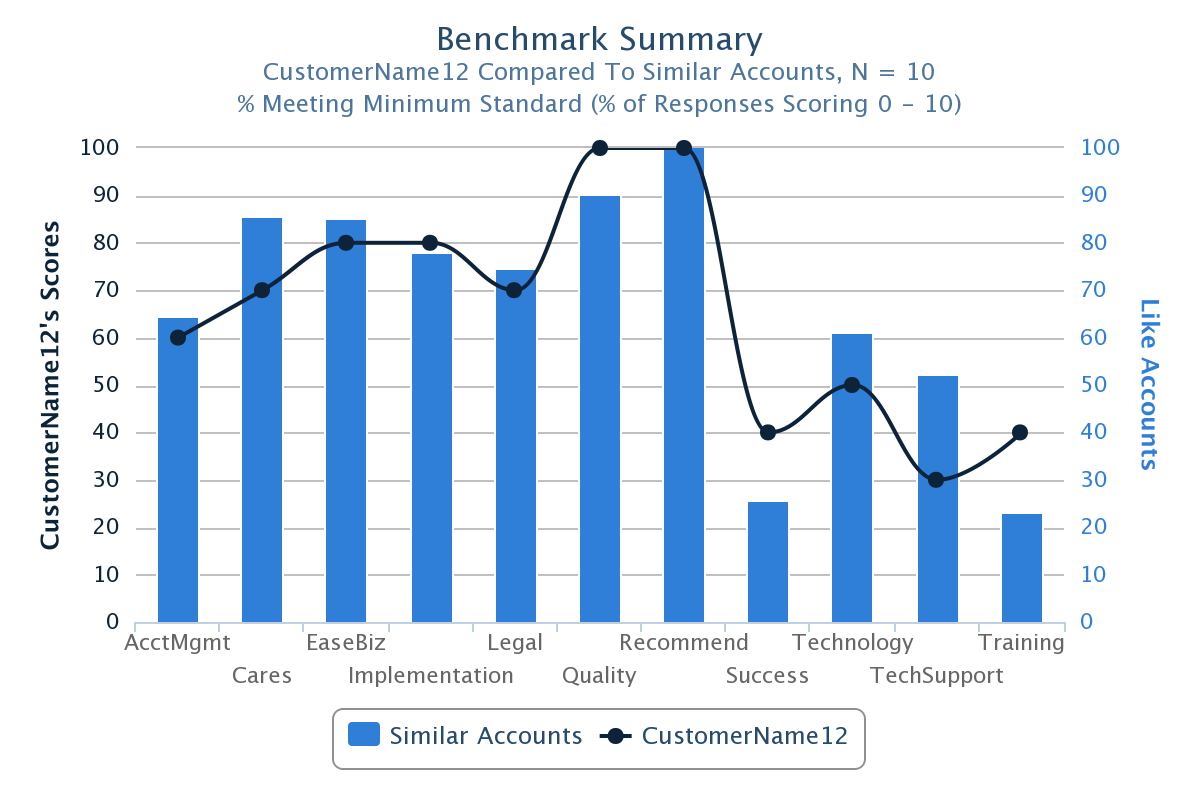 Benchmark Summary
CustomerName12 Compared To Similar Accounts, N = 10
% Meeting Minimum Standard (% of Responses Scoring 0 – 10)
CustomerName12's Scores
100
90
80
70
60
50
40
30
20
10
0
100
90
80
70
60
50
40
30
20
10
0
Like Accounts
AcctMgmt EaseBiz Legal Recommend Technology Training
Cares Implementation Quality Success TechSupport
Similar Accounts CustomerName12